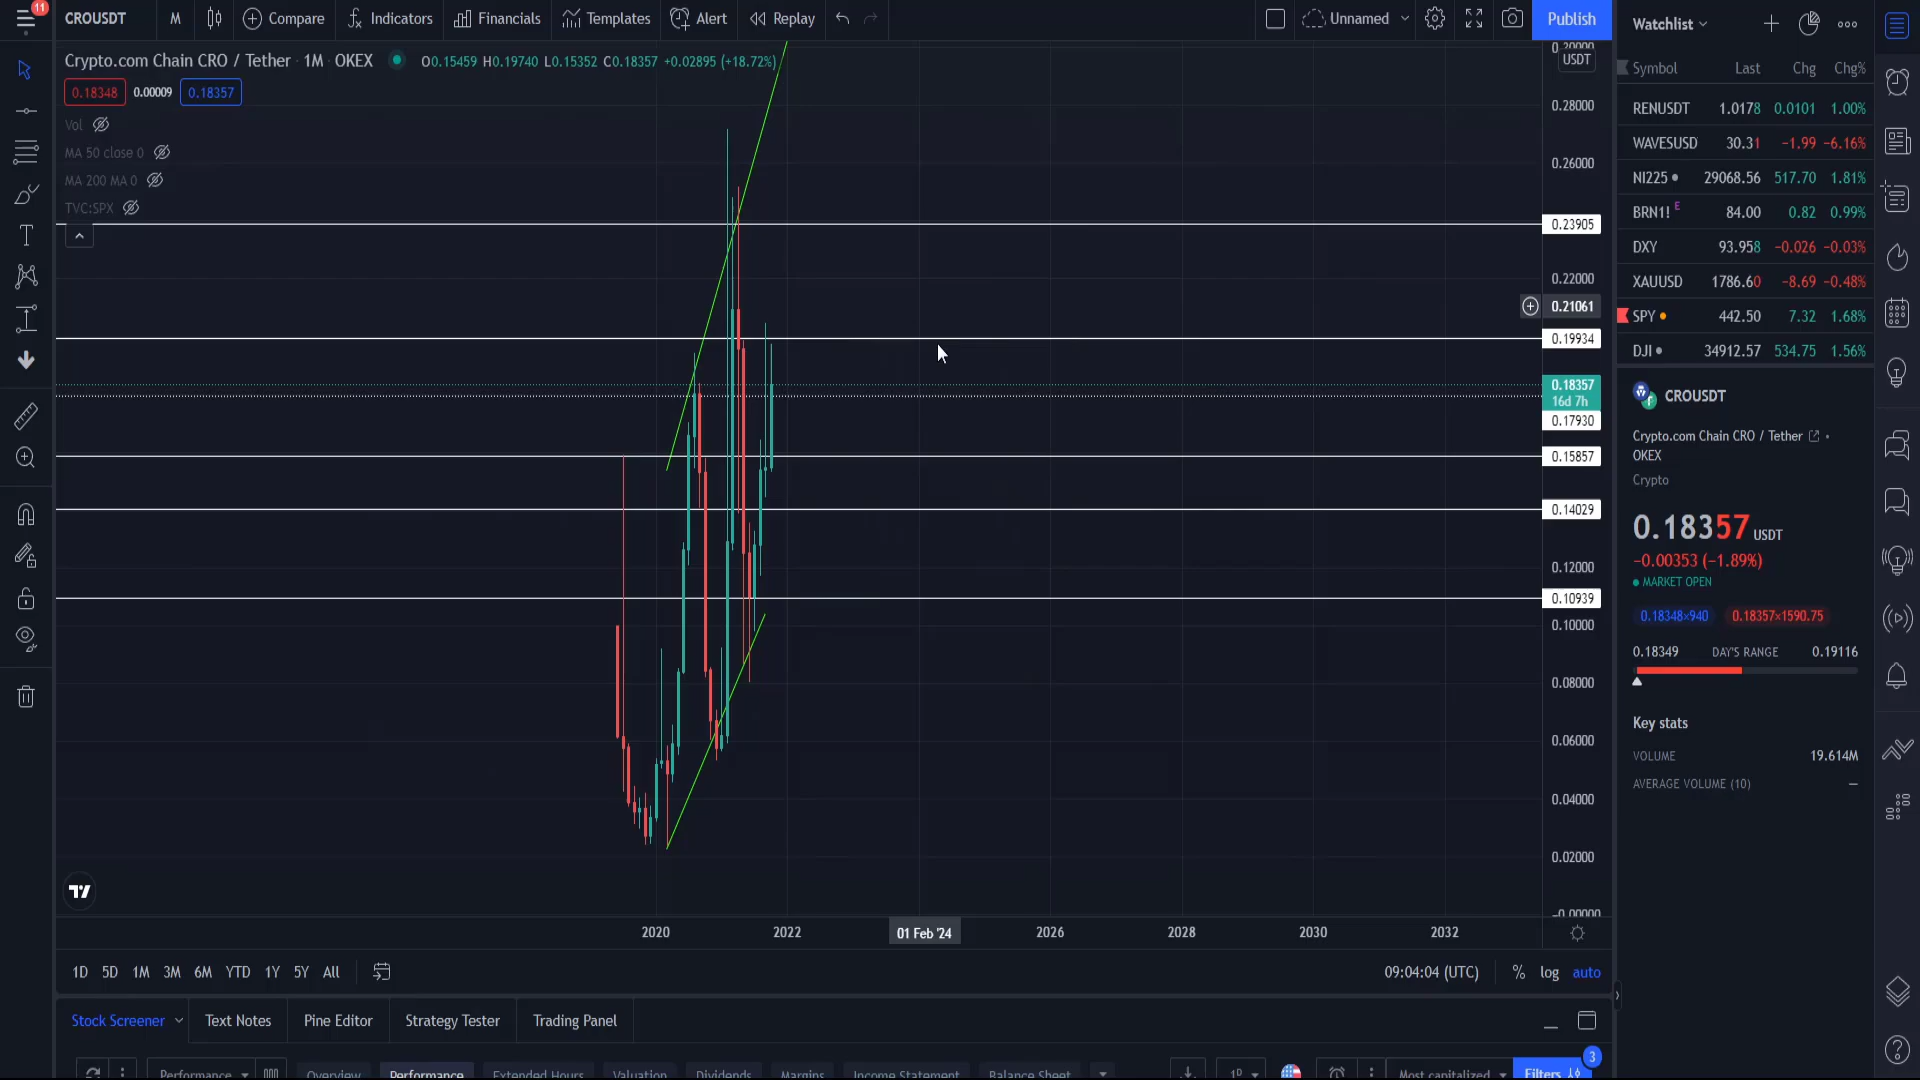 11
CROUSDT
M
Compare
Indicators
Financials
Templates
Alert
Replay
Unnamed
Publish
Crypto.com Chain CRO / Tether · 1M · OKEX
O0.15459 H0.19740 L0.15352 C0.18357 +0.02895 (+18.72%)
0.18348
0.00009
0.18357
Vol
MA 50 close 0
MA 200 MA 0
TVC:SPX
USDT
0.28000
0.26000
0.23905
0.22000
0.21061
0.19934
0.18357
16d 7h
0.17930
0.15857
0.14029
0.12000
0.10939
0.10000
0.08000
0.06000
0.04000
0.02000
2020
2022
01 Feb '24
2026
2028
2030
2032
1D 5D 1M 3M 6M YTD 1Y 5Y All
09:04:04 (UTC)
% log auto
Stock Screener
Text Notes
Pine Editor
Strategy Tester
Trading Panel
Performance
Overview
Performance
Extended Hours
Valuation
Dividends
Margins
Income Statement
Balance Sheet
1D
Most capitalized
Filters
3
Watchlist
Symbol Last Chg Chg%
RENUSDT 1.0178 0.0101 1.00%
WAVESUSD 30.31 −1.99 −6.16%
NI225 29068.56 517.70 1.81%
BRN1! E 84.00 0.82 0.99%
DXY 93.958 −0.026 −0.03%
XAUUSD 1786.60 −8.69 −0.48%
SPY 442.50 7.32 1.68%
DJI 34912.57 534.75 1.56%
CROUSDT
Crypto.com Chain CRO / Tether
OKEX
Crypto
0.18357 USDT
−0.00353 (−1.89%)
MARKET OPEN
0.18348×940 0.18357×1590.75
0.18349 DAY'S RANGE 0.19116
Key stats
VOLUME 19.614M
AVERAGE VOLUME (10) —